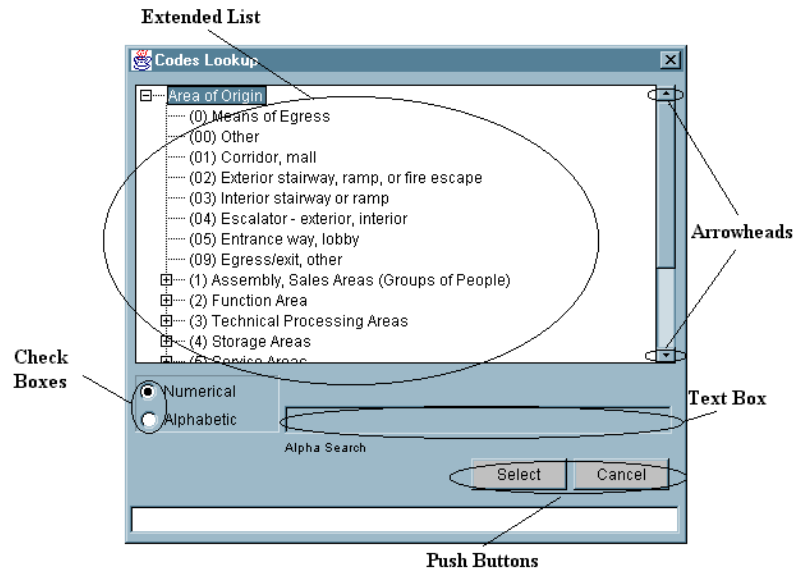 Extended List
Codes Lookup
Area of Origin
(0) Means of Egress
(00) Other
(01) Corridor, mall
(02) Exterior stairway, ramp, or fire escape
(03) Interior stairway or ramp
(04) Escalator - exterior, interior
(05) Entrance way, lobby
(09) Egress/exit, other
(1) Assembly, Sales Areas (Groups of People)
(2) Function Area
(3) Technical Processing Areas
(4) Storage Areas
(5) Service Areas
Arrowheads
Check
Boxes
Numerical
Alphabetic
Text Box
Alpha Search
Select Cancel
Push Buttons